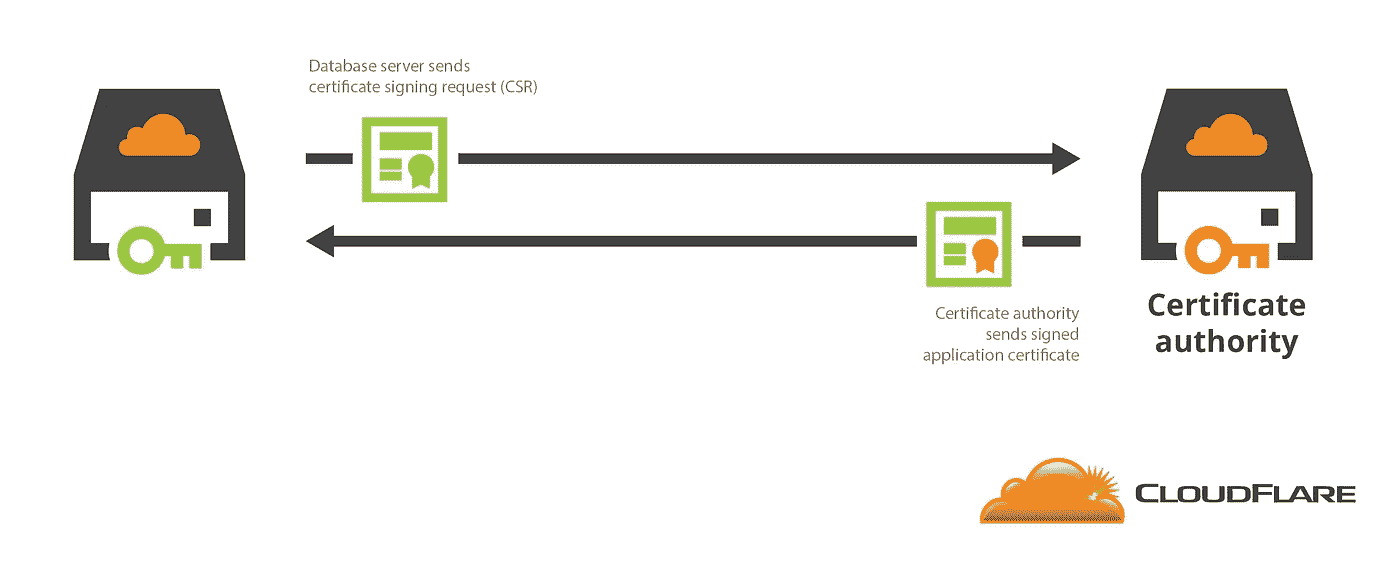 Database server sends
certificate signing request (CSR)
Certificate authority
sends signed
application certificate
Certificate
authority
CLOUDFLARE